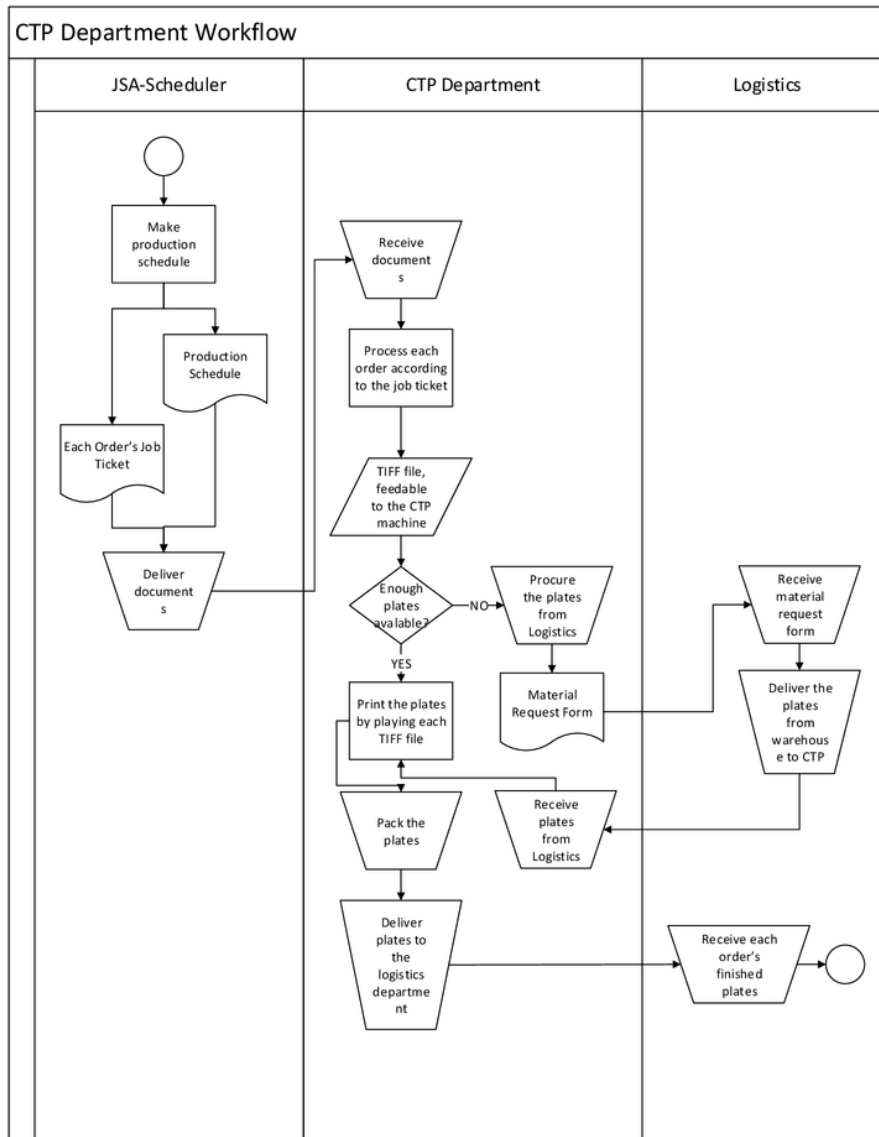 CTP Department Workflow
JSA-Scheduler
CTP Department
Logistics
Make
production
schedule
Production
Schedule
Each Order's Job
Ticket
Deliver
document
s
Receive
document
s
Process each
order according
to the job ticket
TIFF file,
feedable
to the CTP
machine
Enough
plates
available?
NO
YES
Procure
the plates
from
Logistics
Material
Request Form
Receive
material
request
form
Deliver the
plates
from
warehous
e to CTP
Print the plates
by playing each
TIFF file
Receive
plates
from
Logistics
Pack the
plates
Deliver
plates to
the
logistics
departme
nt
Receive each
order's
finished
plates